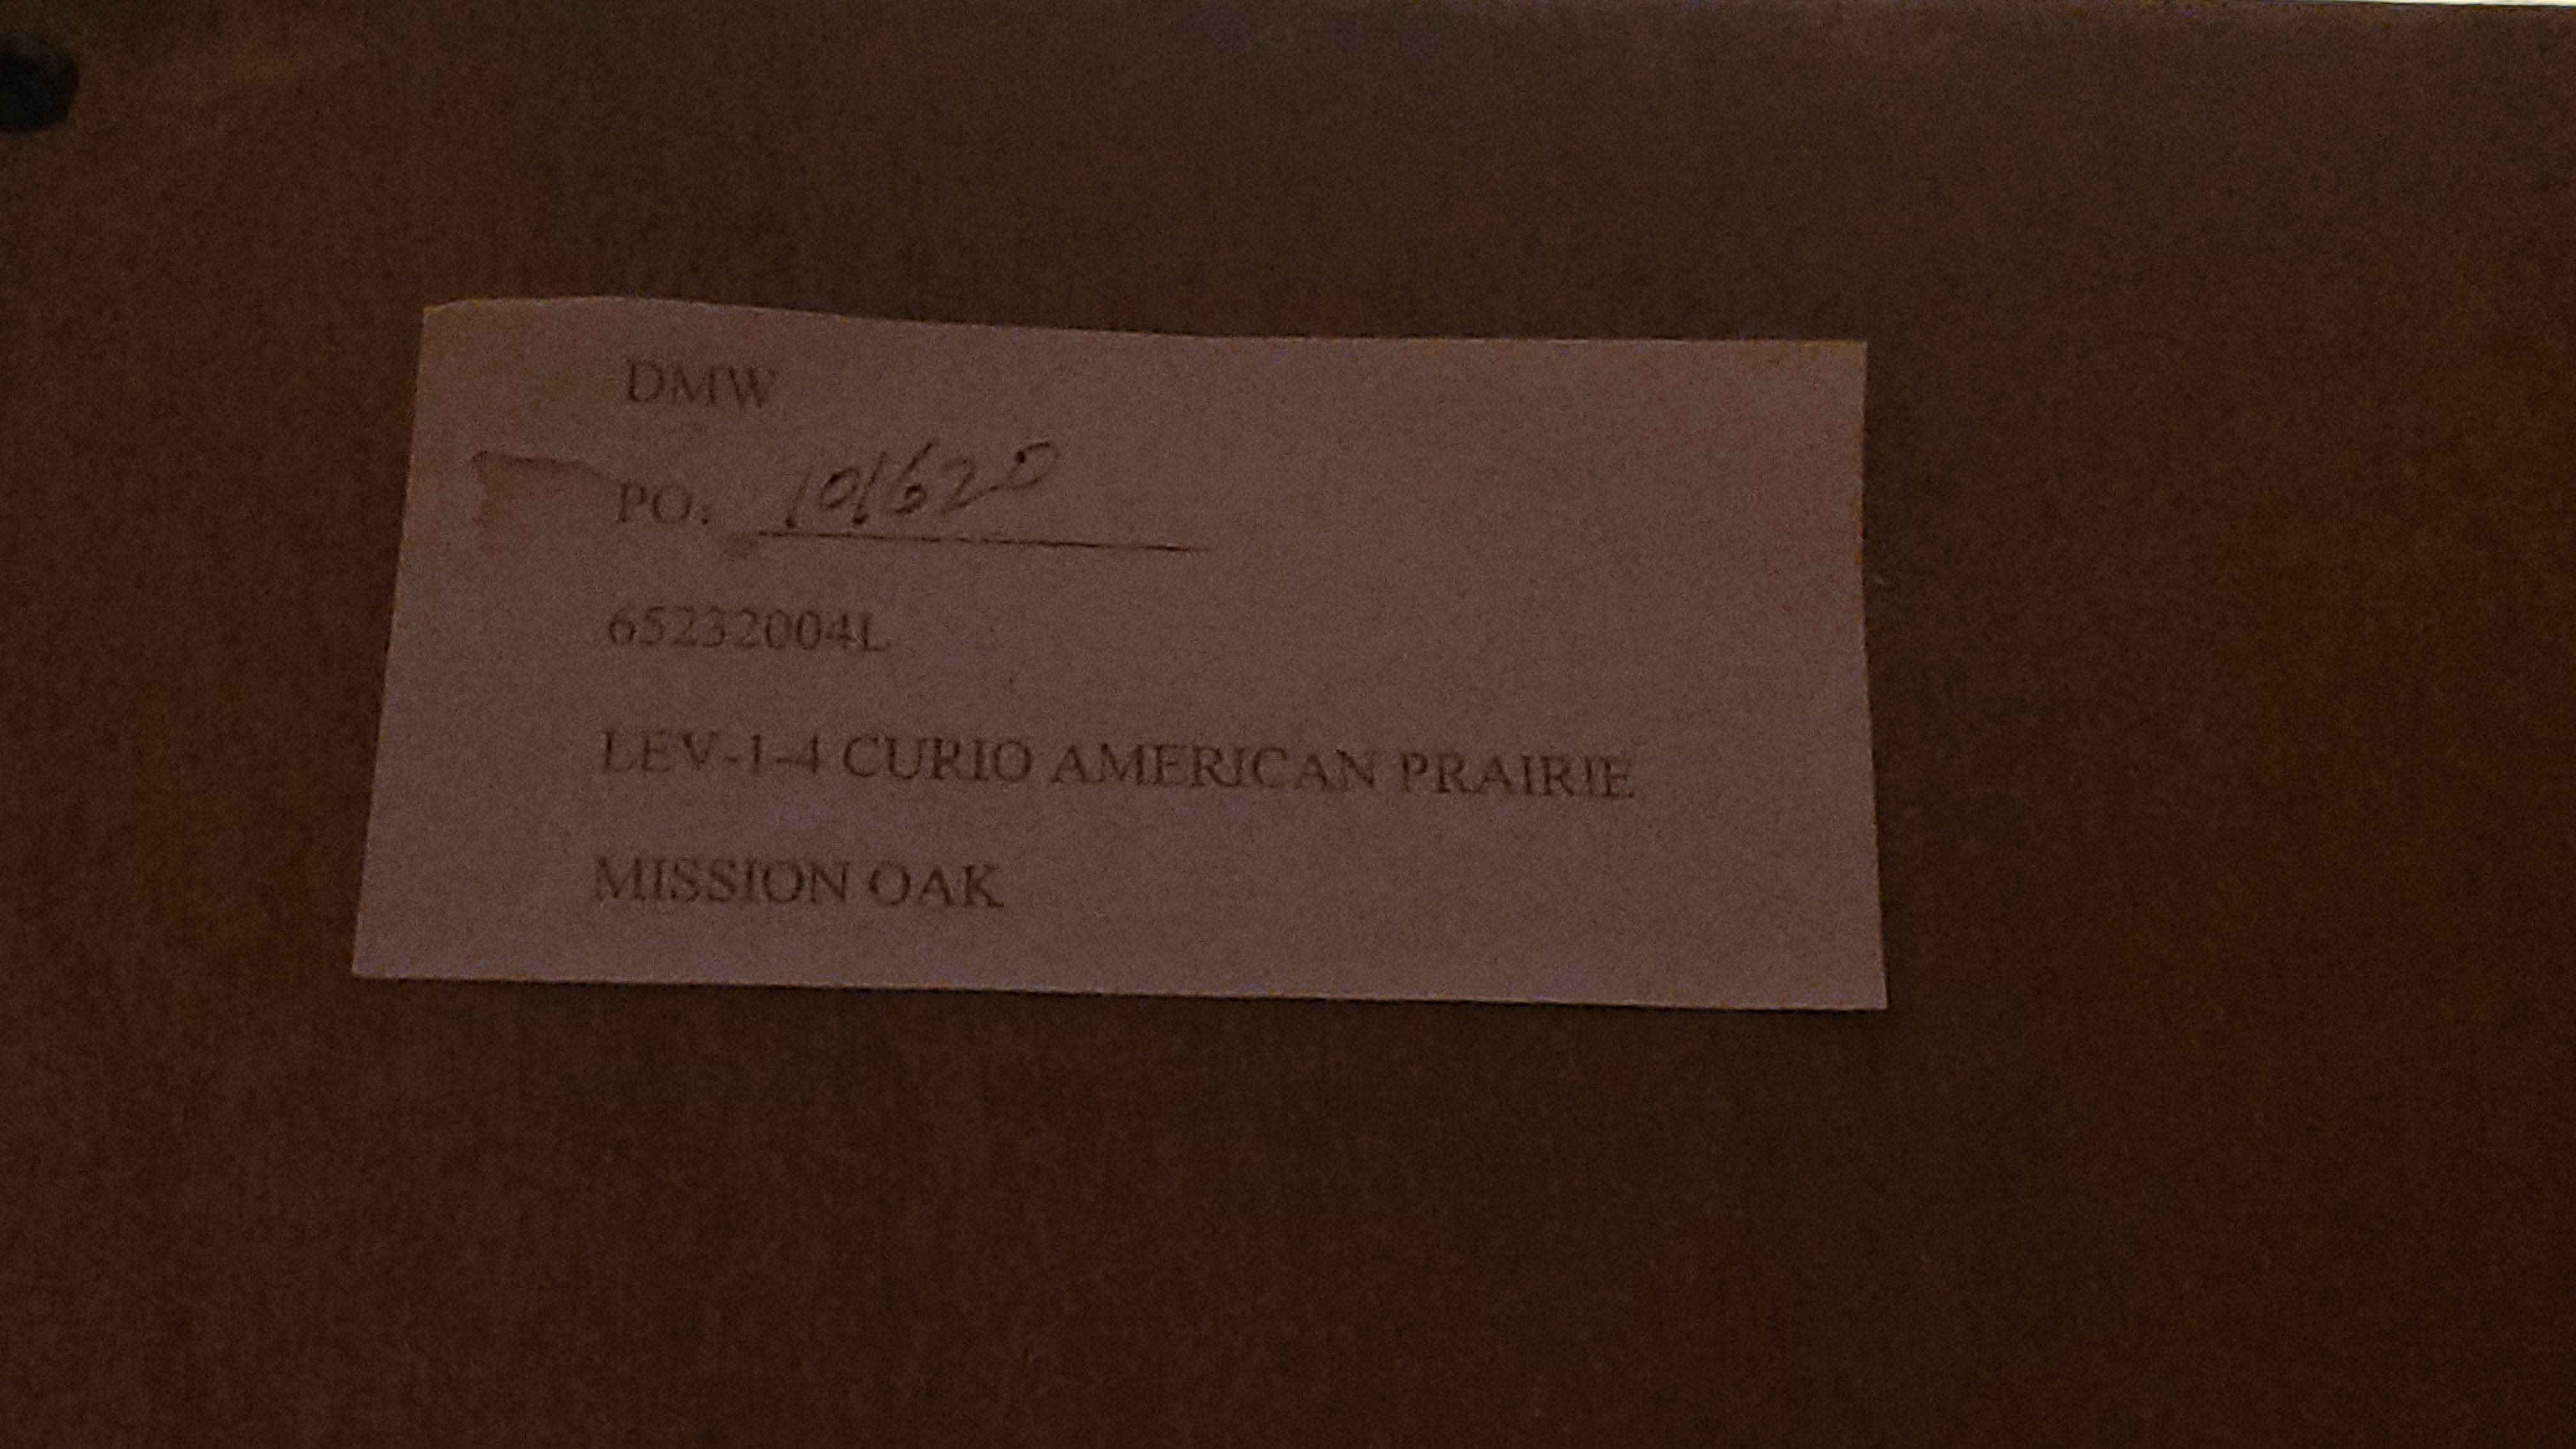 DMW
PO: 101620
65232004L
LEV-1-4 CURIO AMERICAN PRAIRIE
MISSION OAK